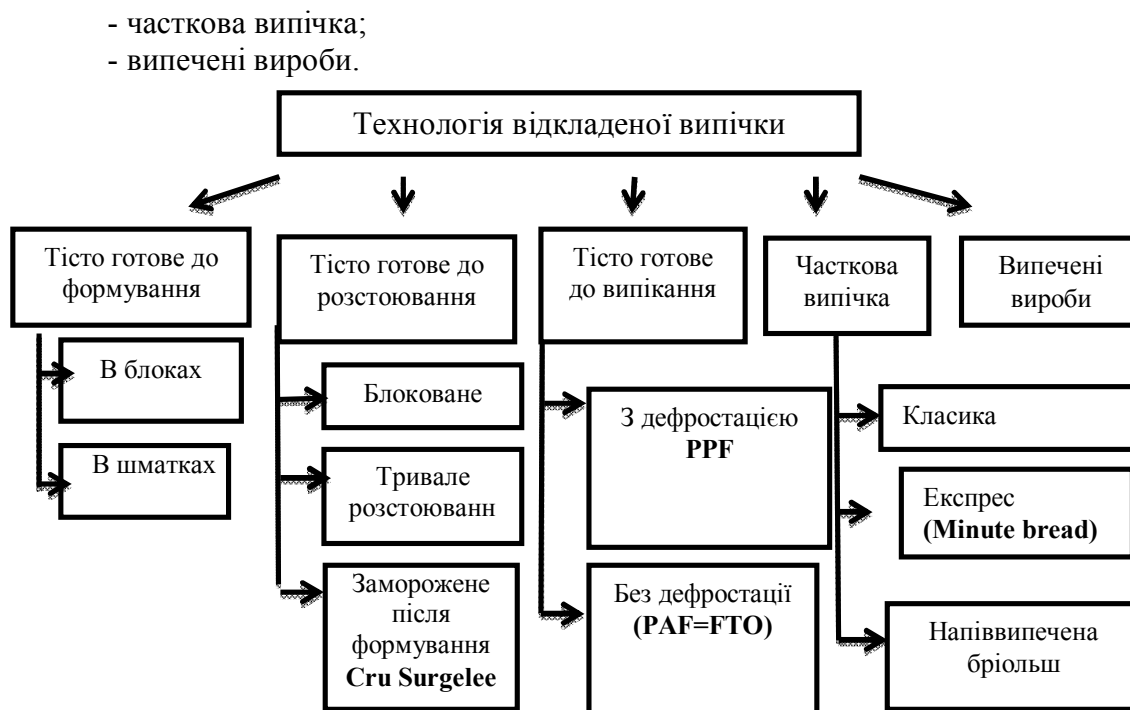 - часткова випічка;
- випечені вироби.
Технологія відкладеної випічки
Тісто готове до
формування
В блоках
В шматках
Тісто готове до
розстоювання
Блоковане
Тривале
розстоюванн
Заморожене
після
формування
Cru Surgelee
Тісто готове
до випікання
З дефростацією
PPF
Без дефростації
(PAF=FTO)
Часткова
випічка
Класика
Експрес
(Minute bread)
Напіввипечена
бріольш
Випечені
вироби